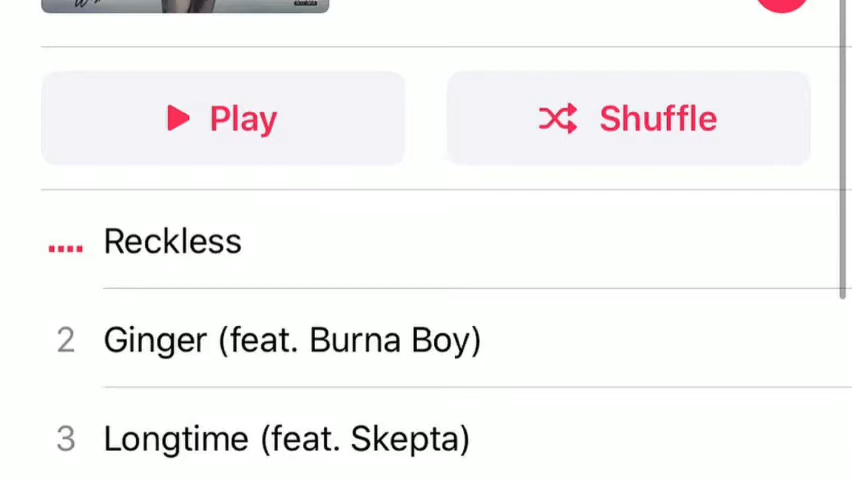 Play
Shuffle
Reckless
2 Ginger (feat. Burna Boy)
3 Longtime (feat. Skepta)